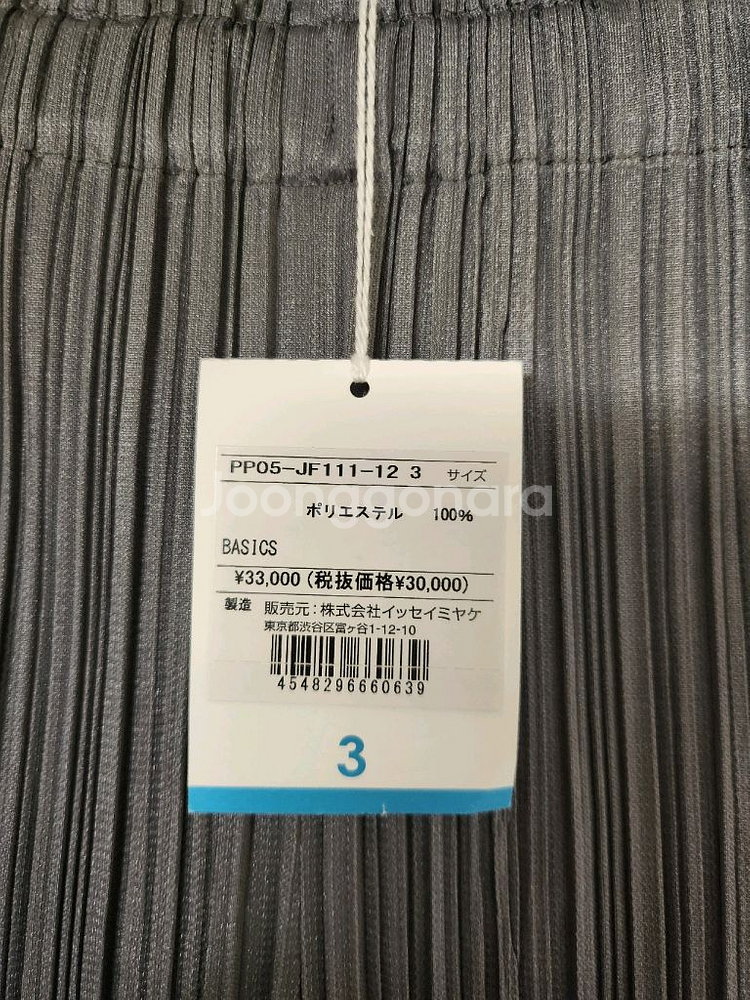 PP05-JF111-12 3 サイズ
Joonggonara
ポリエステル 100%
BASICS
¥33,000 (税抜価格¥30,000)
製造 販売元:株式会社イッセイミヤケ
東京都渋谷区富ヶ谷1-12-10
4548296660639
3